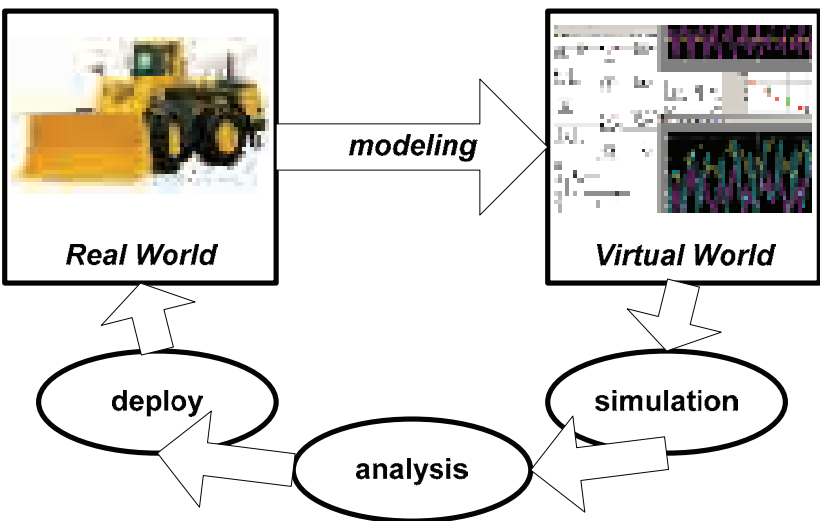 modeling
Real World
Virtual World
deploy
simulation
analysis